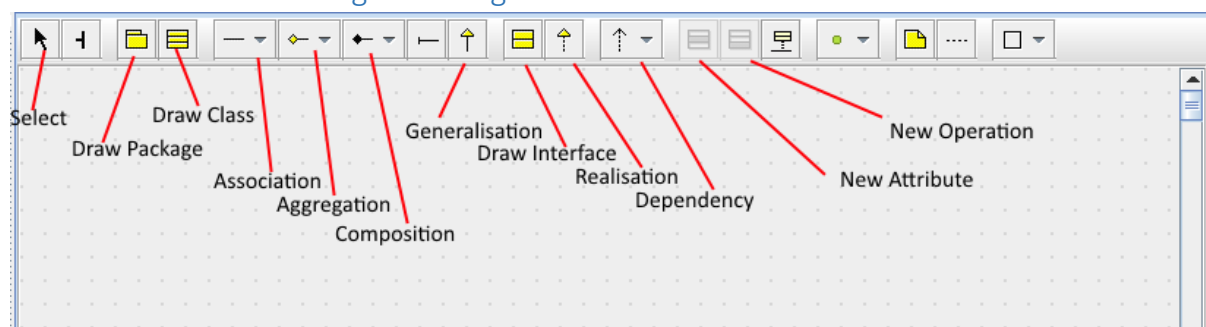 Select
Draw Class
Draw Package
Generalisation
New Operation
Draw Interface
Realisation
Association
New Attribute
Aggregation
Dependency
Composition